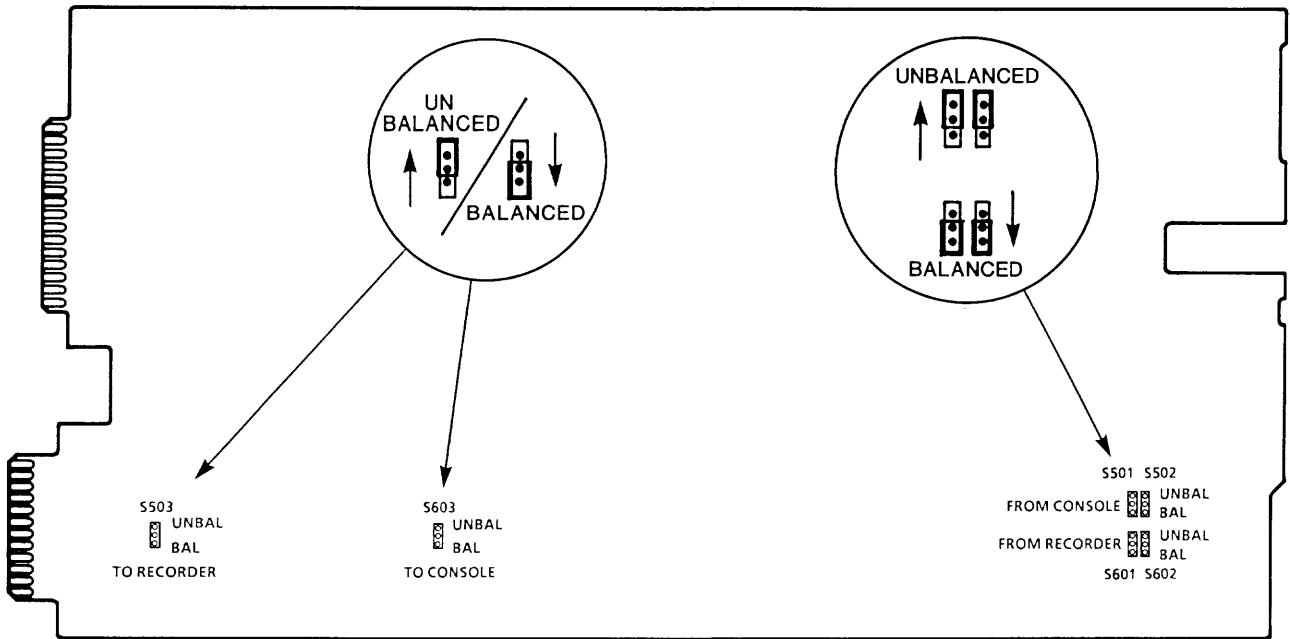 UN
BALANCED
BALANCED
UNBALANCED
BALANCED
S503
UNBAL
BAL
TO RECORDER
S603
UNBAL
BAL
TO CONSOLE
S501 S502
FROM CONSOLE UNBAL
BAL
FROM RECORDER UNBAL
BAL
S601 S602